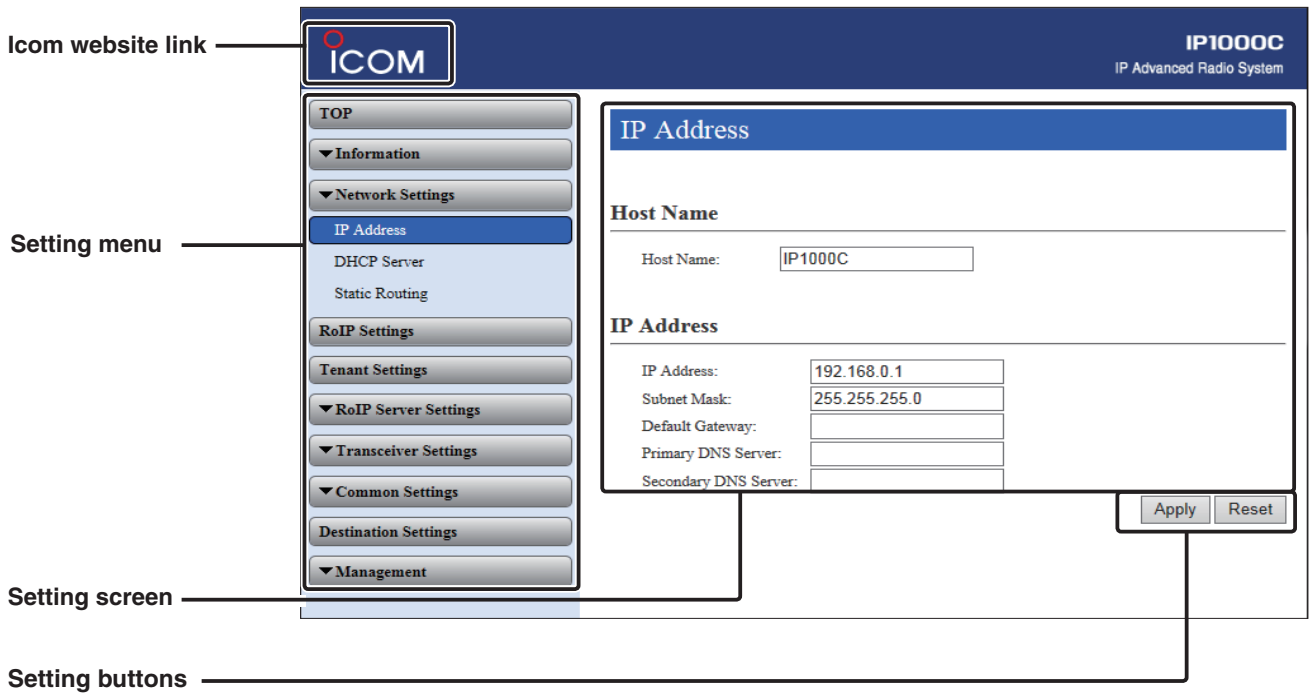 Icom website link
ICOM
IP1000C
IP Advanced Radio System
TOP
▼Information
▼Network Settings
IP Address
DHCP Server
Static Routing
RoIP Settings
Tenant Settings
▼RoIP Server Settings
▼Transceiver Settings
▼Common Settings
Destination Settings
▼Management
Setting menu
IP Address
Host Name
Host Name: IP1000C
IP Address
IP Address: 192.168.0.1
Subnet Mask: 255.255.255.0
Default Gateway:
Primary DNS Server:
Secondary DNS Server:
Apply Reset
Setting screen
Setting buttons